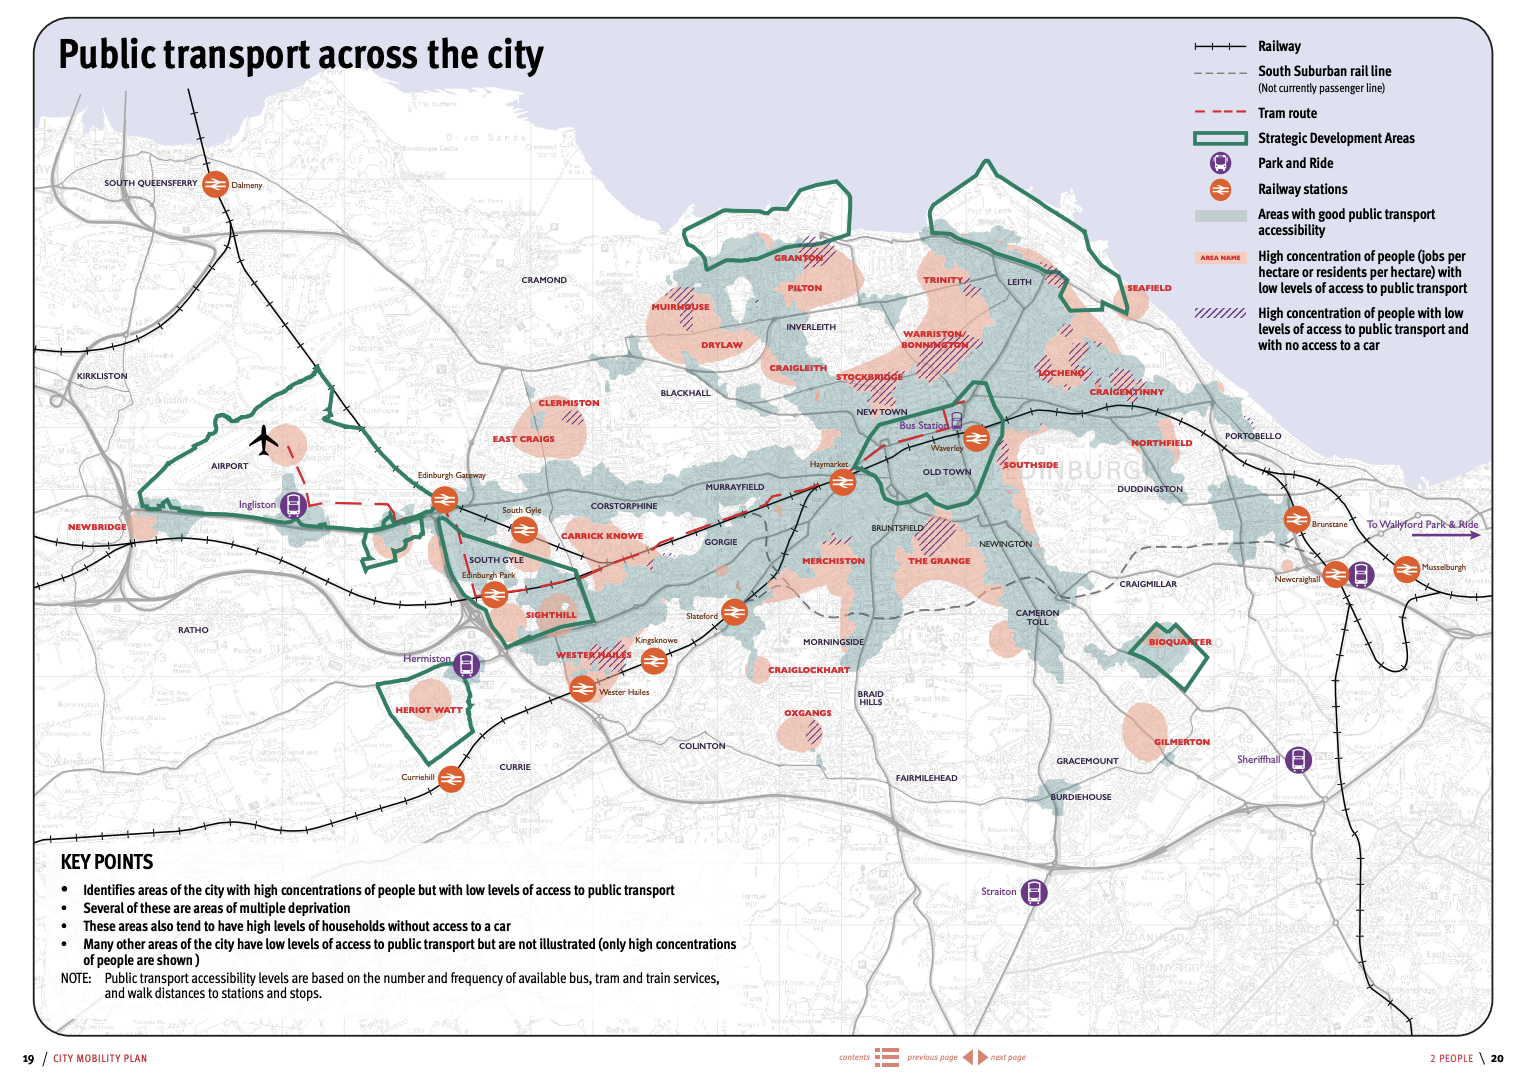 Public transport across the city
Railway
South Suburban rail line
(Not currently passenger line)
Tram route
Strategic Development Areas
Park and Ride
Railway stations
Areas with good public transport
accessibility
AREA NAME
High concentration of people (jobs per
hectare or residents per hectare) with
low levels of access to public transport
High concentration of people with low
levels of access to public transport and
with no access to a car
SOUTH QUEENSFERRY
Dalmeny
CRAMOND
GRANTON
PILTON
TRINITY
LEITH
SEAFIELD
MUIRHOUSE
INVERLEITH
DRYLAW
WARRISTON/
BONNINGTON
KIRKLISTON
CRAIGLEITH
STOCKBRIDGE
LOCHEND
CRAIGENTINNY
BLACKHALL
CLERMISTON
NEW TOWN
Bus Station
EAST CRAIGS
Waverley
NORTHFIELD
PORTOBELLO
AIRPORT
Haymarket
OLD TOWN
SOUTHSIDE
Edinburgh Gateway
MURRAYFIELD
DUDDINGSTON
Ingliston
CORSTORPHINE
South Gyle
NEWBRIDGE
BRUNTSFIELD
Brunstane
To Wallyford Park & Ride
CARRICK KNOWE
GORGIE
NEWINGTON
SOUTH GYLE
MERCHISTON
THE GRANGE
Edinburgh Park
CRAIGMILLAR
Newcraighall
Musselburgh
SIGHTHILL
Slateford
CAMERON
TOLL
RATHO
Kingsknowe
MORNINGSIDE
BIOQUARTER
Hermiston
WESTER HAILES
CRAIGLOCKHART
Wester Hailes
BRAID
HILLS
HERIOT WATT
OXGANGS
GILMERTON
COLINTON
Sheriffhall
CURRIE
GRACEMOUNT
Curriehill
FAIRMILEHEAD
BURDIEHOUSE
Straiton
KEY POINTS
• Identifies areas of the city with high concentrations of people but with low levels of access to public transport
• Several of these are areas of multiple deprivation
• These areas also tend to have high levels of households without access to a car
• Many other areas of the city have low levels of access to public transport but are not illustrated (only high concentrations
of people are shown )
NOTE: Public transport accessibility levels are based on the number and frequency of available bus, tram and train services,
and walk distances to stations and stops.
19 / CITY MOBILITY PLAN
contents previous page next page
2 PEOPLE \ 20